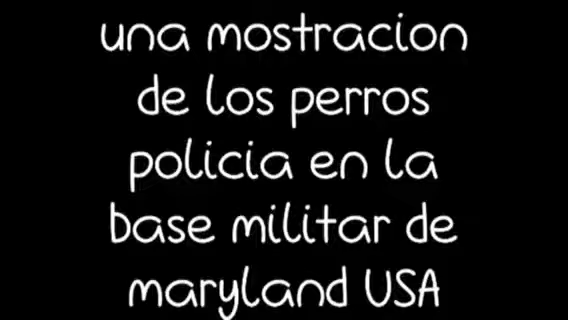 una mostracion
de los perros
policia en la
base militar de
maryland USA